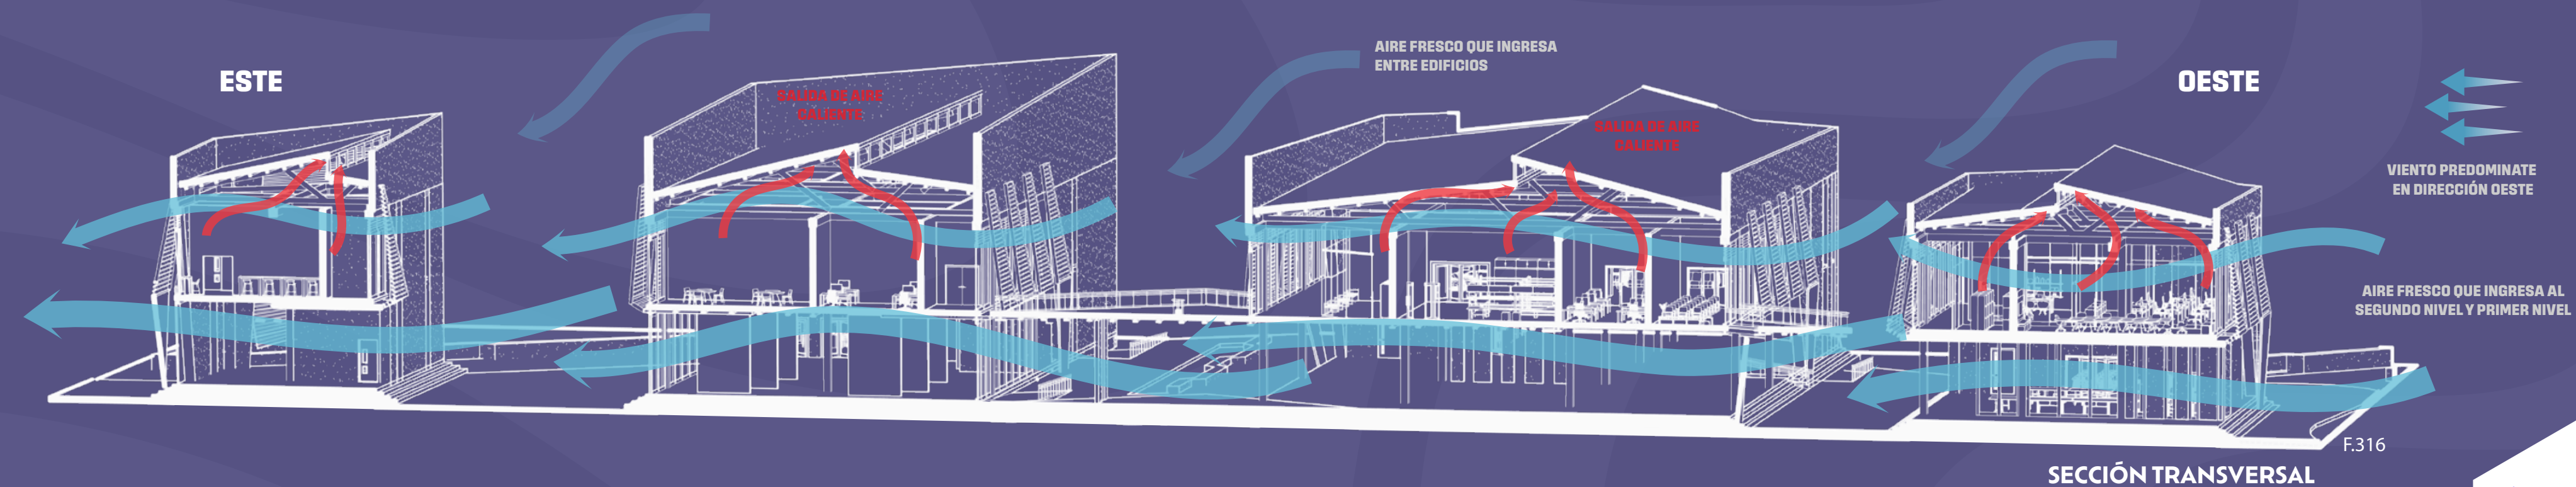 ESTE
SALIDA DE AIRE
CALIENTE
AIRE FRESCO QUE INGRESA
ENTRE EDIFICIOS
SALIDA DE AIRE
CALIENTE
OESTE
VIENTO PREDOMINATE
EN DIRECCIÓN OESTE
AIRE FRESCO QUE INGRESA AL
SEGUNDO NIVEL Y PRIMER NIVEL
F.316
SECCIÓN TRANSVERSAL